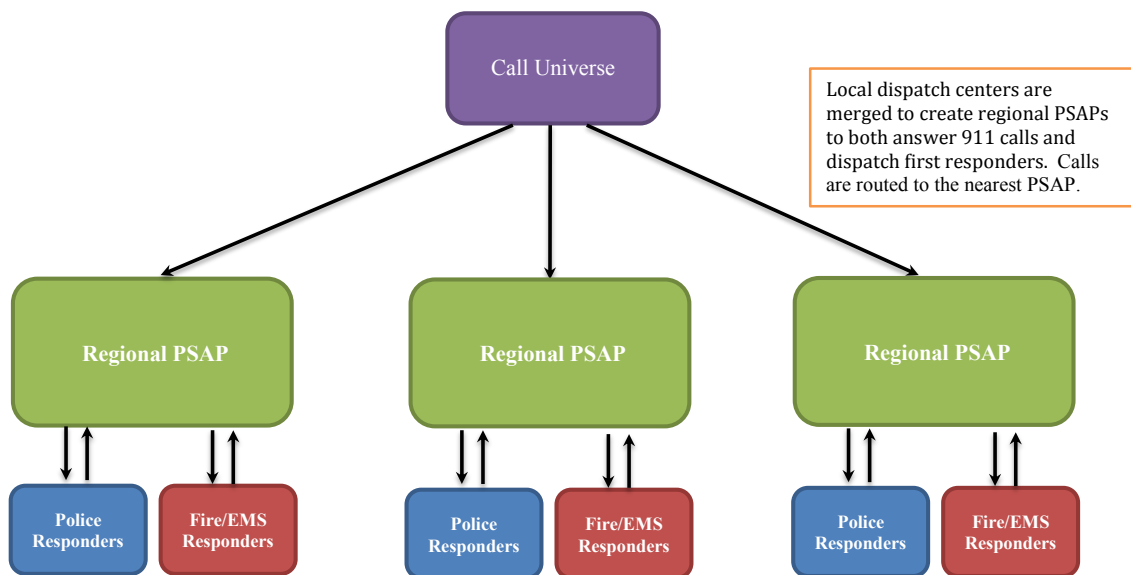 Call Universe
Local dispatch centers are
merged to create regional PSAPs
to both answer 911 calls and
dispatch first responders.  Calls
are routed to the nearest PSAP.
Regional PSAP
Regional PSAP
Regional PSAP
Police
Responders
Fire/EMS
Responders
Police
Responders
Fire/EMS
Responders
Police
Responders
Fire/EMS
Responders